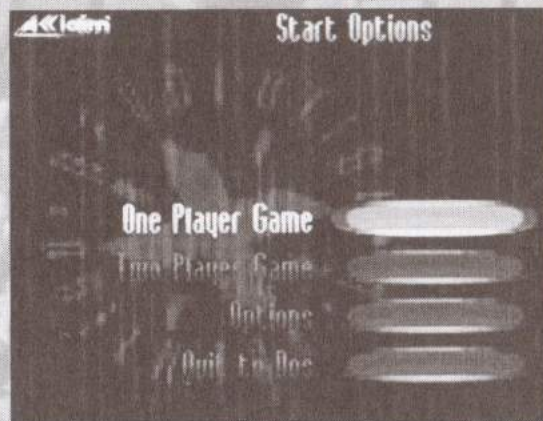 AKklaim
Start Options
One Player Game
Two Player Game
Options
Quit to Dos